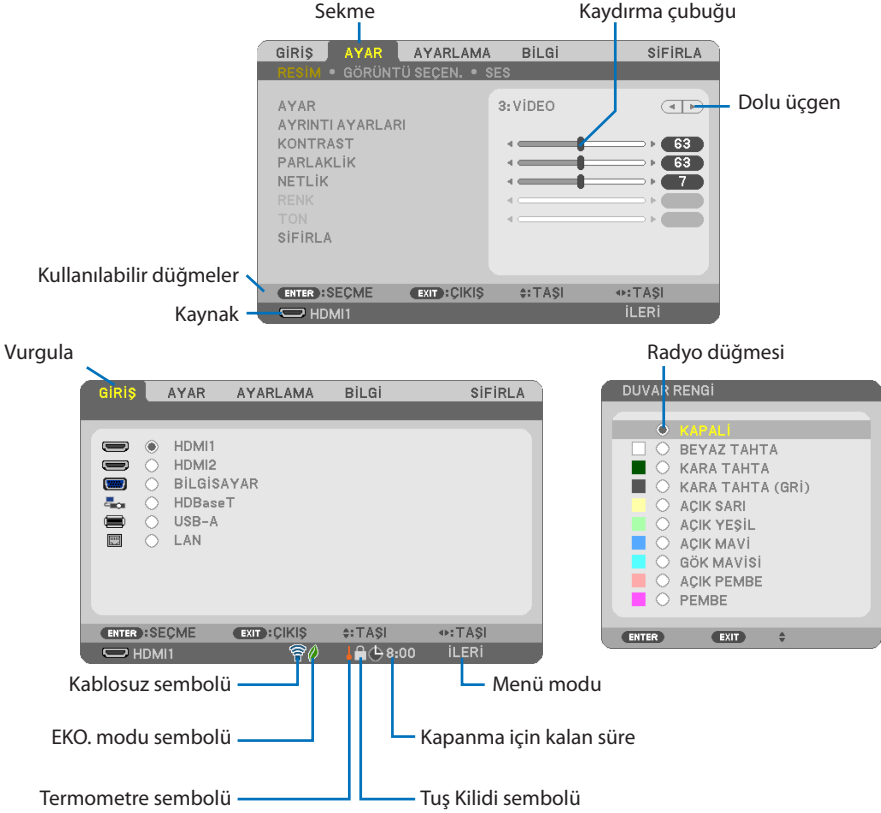 Sekme
Kaydırma çubuğu
GİRİŞ AYAR AYARLAMA BİLGİ SİFİRLA
RESİM • GÖRÜNTÜ SEÇEN. • SES
AYAR 3:VİDEO
Dolu üçgen
AYRINTI AYARLARI
KONTRAST 63
PARLAKLİK 63
NETLİK 7
RENK
TON
SİFİRLA
Kullanılabilir düğmeler
ENTER :SEÇME EXIT :ÇIKIŞ :TAŞI :TAŞI
Kaynak
HDMI1 İLERİ
Vurgula
Radyo düğmesi
GİRİŞ AYAR AYARLAMA BİLGİ SİFİRLA
HDMI1
HDMI2
BİLGİSAYAR
HDBaseT
USB-A
LAN
ENTER :SEÇME EXIT :ÇIKIŞ :TAŞI :TAŞI
HDMI1 8:00 İLERİ
DUVAR RENGİ
KAPALİ
BEYAZ TAHTA
KARA TAHTA
KARA TAHTA (GRİ)
AÇIK SARI
AÇIK YEŞİL
AÇIK MAVİ
GÖK MAVİSİ
AÇIK PEMBE
PEMBE
ENTER EXIT
Kablosuz sembolü
Menü modu
EKO. modu sembolü
Kapanma için kalan süre
Termometre sembolü
Tuş Kilidi sembolü